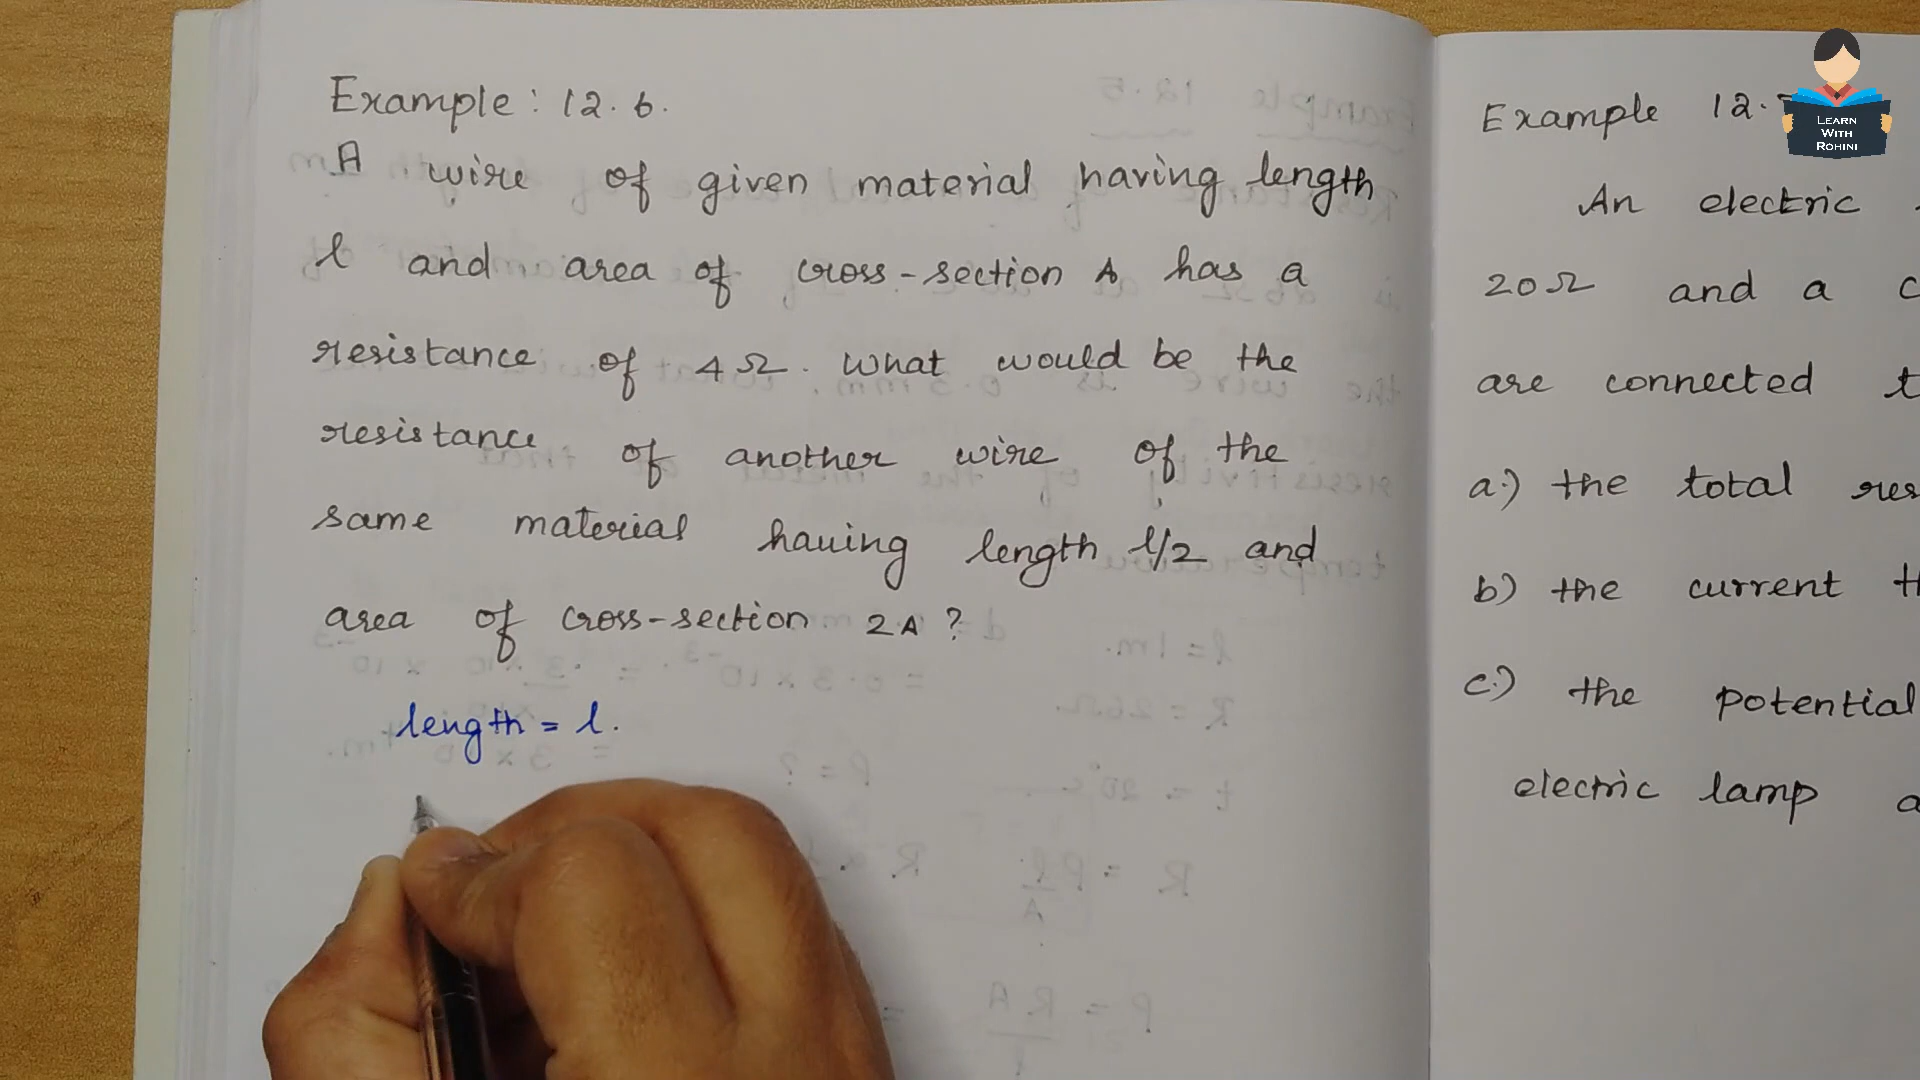 Example : 12.6.
A wire of given material having length
l and area of cross-section A has a
resistance of 4Ω. What would be the
resistance of another wire of the
same material having length l/2 and
area of cross-section 2A ?
length = l.
Example 12.
An electric
20Ω and a
are connected
a.) the total
b) the current
c.) the potential
electric lamp
LEARN
WITH
ROHINI